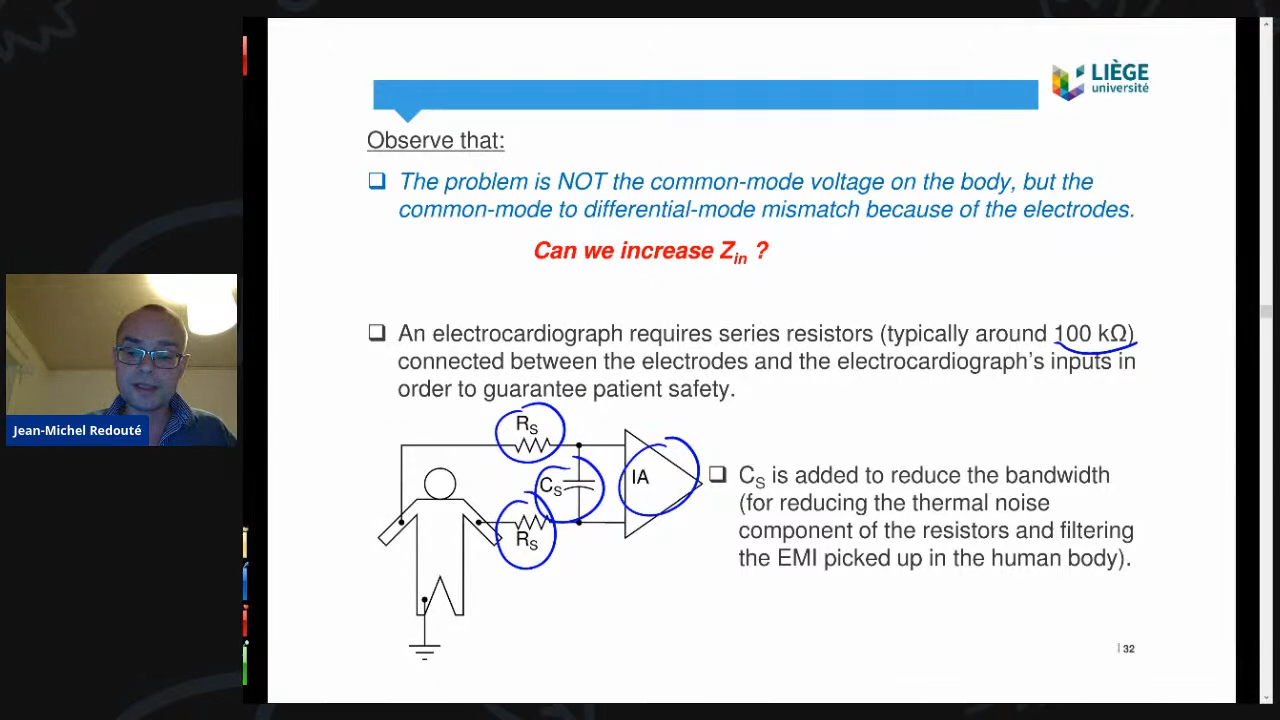 LIÈGE
université
Observe that:
❑ The problem is NOT the common-mode voltage on the body, but the
common-mode to differential-mode mismatch because of the electrodes.
Can we increase Zin ?
❑ An electrocardiograph requires series resistors (typically around 100 kΩ)
connected between the electrodes and the electrocardiograph's inputs in
order to guarantee patient safety.
Jean-Michel Redouté
RS
CS
IA
RS
❑ CS is added to reduce the bandwidth
(for reducing the thermal noise
component of the resistors and filtering
the EMI picked up in the human body).
| 32